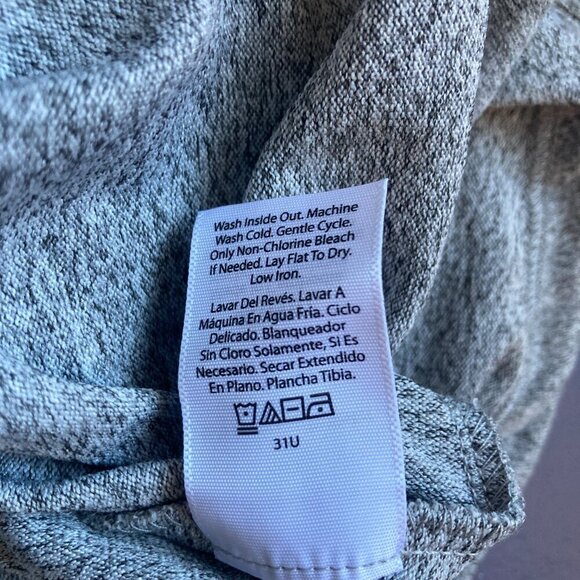 Wash Inside Out. Machine
Wash Cold. Gentle Cycle.
Only Non-Chlorine Bleach
If Needed. Lay Flat To Dry.
Low Iron.
Lavar Del Revés. Lavar A
Máquina En Agua Fría. Ciclo
Delicado. Blanqueador
Sin Cloro Solamente, Si Es
Necesario. Secar Extendido
En Plano. Plancha Tibia.
31U